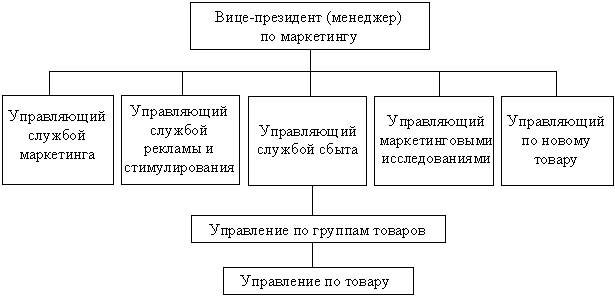 Вице-президент (менеджер)
по маркетингу
Управляющий
службой
маркетинга
Управляющий
службой
рекламы и
стимулирования
Управляющий
службой сбыта
Управляющий
маркетинговыми
исследованиями
Управляющий
по новому
товару
Управление по группам товаров
Управление по товару